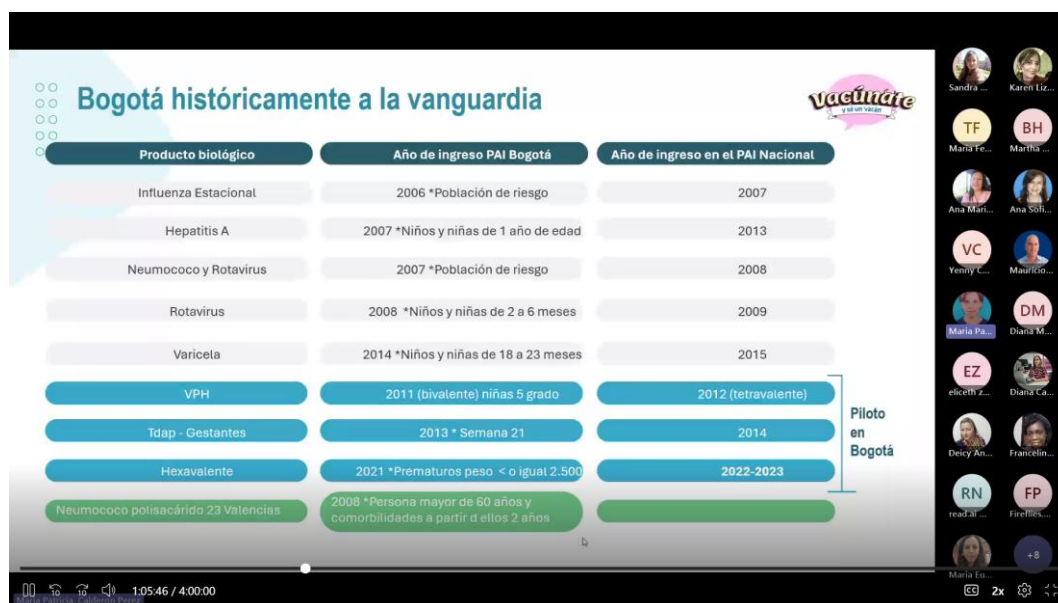 Bogotá históricamente a la vanguardia
Vacúnate
y sé un vacán
Producto biológico
Año de ingreso PAI Bogotá
Año de ingreso en el PAI Nacional
Influenza Estacional
2006 *Población de riesgo
2007
Hepatitis A
2007 *Niños y niñas de 1 año de edad
2013
Neumococo y Rotavirus
2007 *Población de riesgo
2008
Rotavirus
2008 *Niños y niñas de 2 a 6 meses
2009
Varicela
2014 *Niños y niñas de 18 a 23 meses
2015
VPH
2011 (bivalente) niñas 5 grado
2012 (tetravalente)
Tdap - Gestantes
2013 * Semana 21
2014
Hexavalente
2021 *Prematuros peso < o igual 2.500
2022-2023
Neumococo polisacárido 23 Valencias
2008 *Persona mayor de 60 años y
comorbilidades a partir d ellos 2 años
Piloto
en
Bogotá
Sandra ...
Karen Liz...
TF
Maria Fe...
BH
Martha ...
Ana Mari...
Ana Sofi...
VC
Yenny C...
Mauricio...
Maria Pa...
DM
Diana M...
EZ
eliceth z...
Diana Ca...
Deicy An...
Francelin...
RN
read.ai ...
FP
Fireflies....
Maria Eu...
+8
10
10
1:05:46 / 4:00:00
Maria Patricia, Calderon Perez
CC
2x